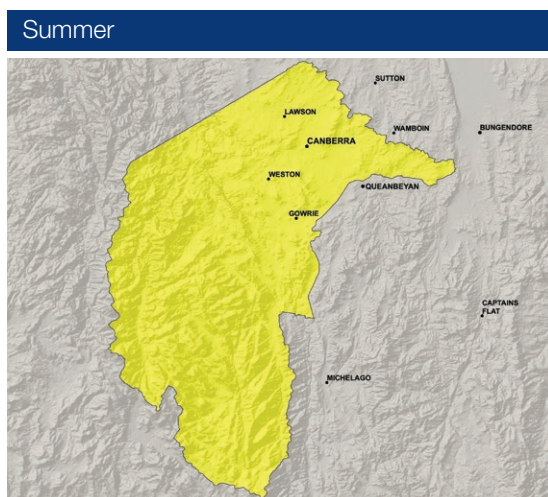 Summer
SUTTON
LAWSON
WAMBOIN
BUNGENDORE
CANBERRA
WESTON
QUEANBEYAN
GOWRIE
CAPTAINS
FLAT
MICHELAGO